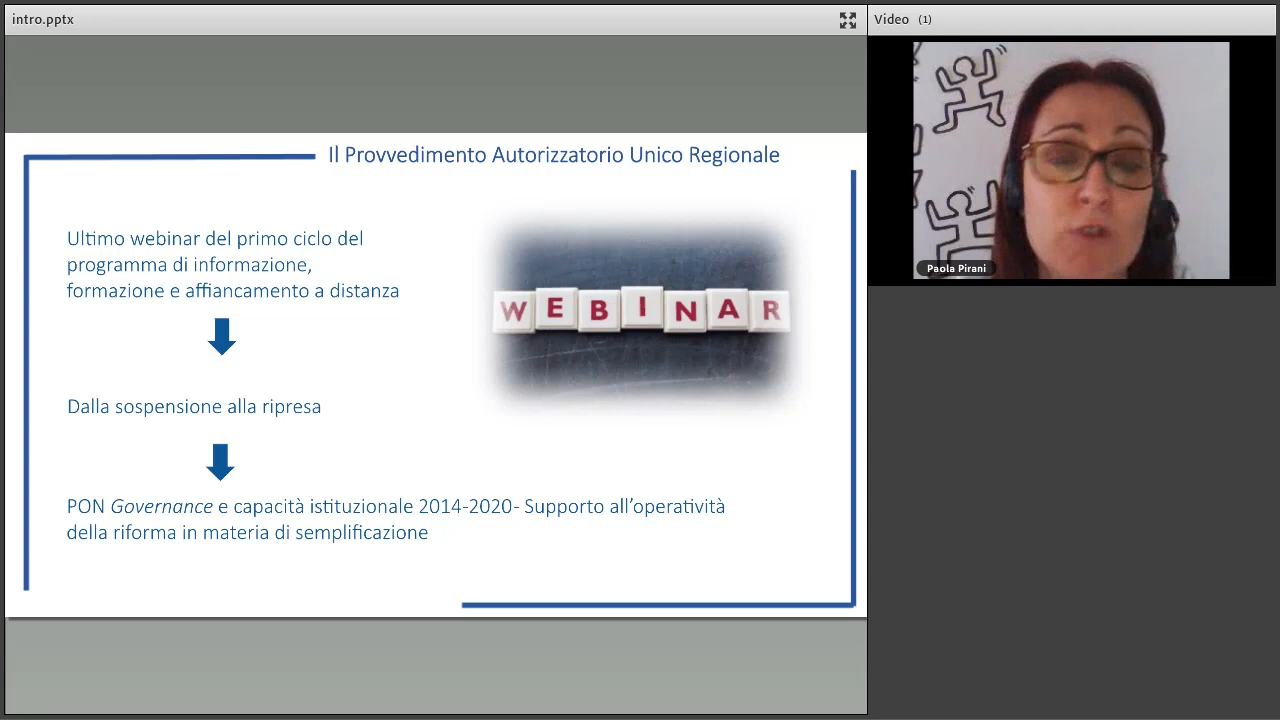 intro.pptx
Video (1)
Paola Pirani
Il Provvedimento Autorizzatorio Unico Regionale
Ultimo webinar del primo ciclo del
programma di informazione,
formazione e affiancamento a distanza
WEBINAR
Dalla sospensione alla ripresa
PON Governance e capacità istituzionale 2014-2020- Supporto all’operatività
della riforma in materia di semplificazione